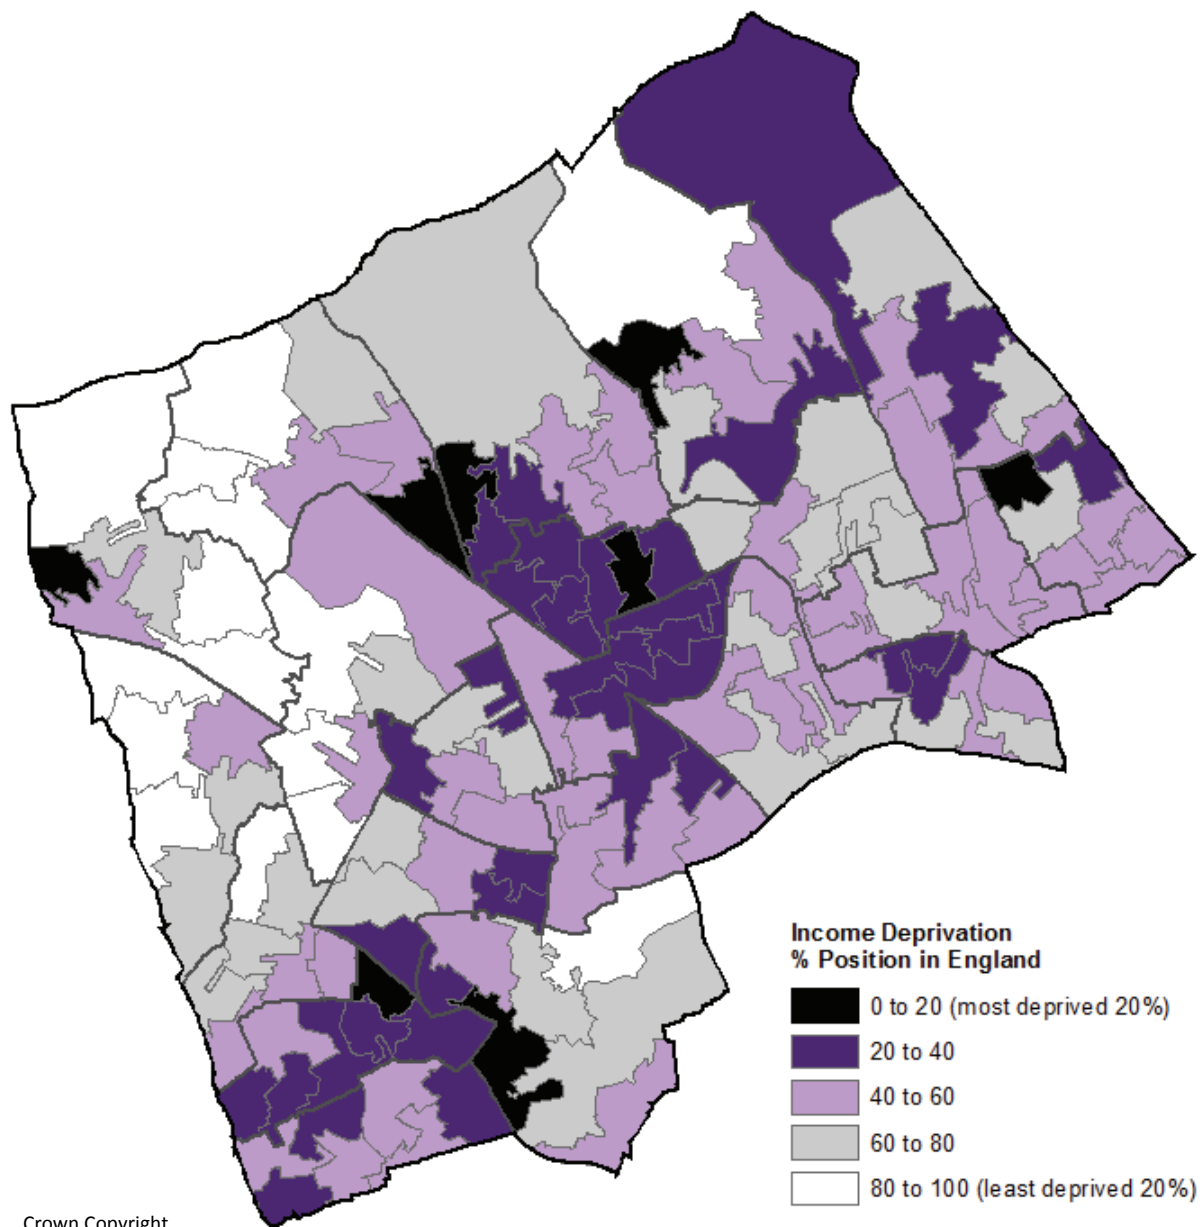 Income Deprivation
% Position in England
0 to 20 (most deprived 20%)
20 to 40
40 to 60
60 to 80
80 to 100 (least deprived 20%)
Crown Copyright